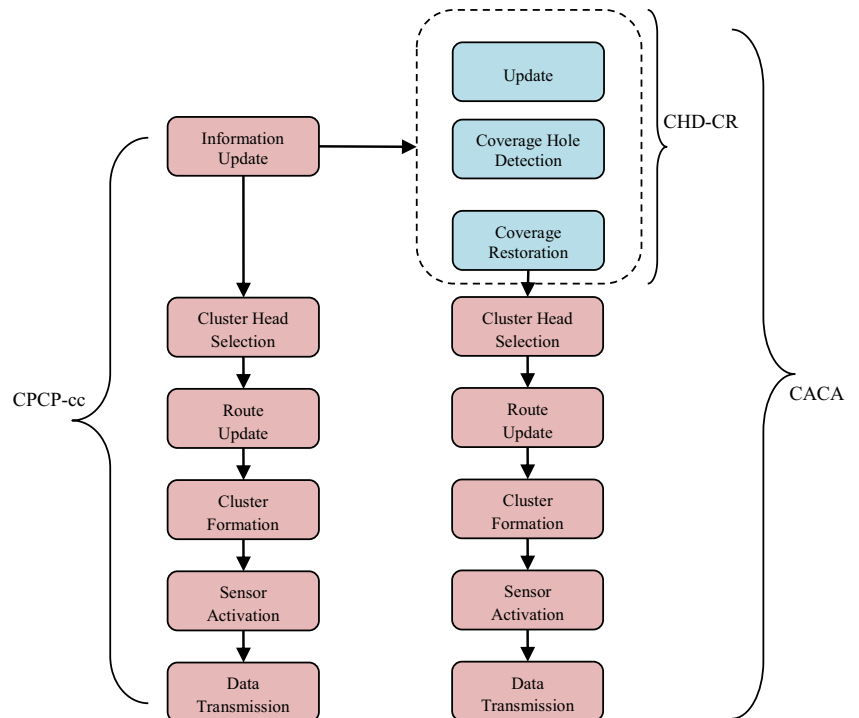 Update
CHD-CR
Information
Update
Coverage Hole
Detection
Coverage
Restoration
Cluster Head
Selection
Cluster Head
Selection
CPCP-cc
CACA
Route
Update
Route
Update
Cluster
Formation
Cluster
Formation
Sensor
Activation
Sensor
Activation
Data
Transmission
Data
Transmission